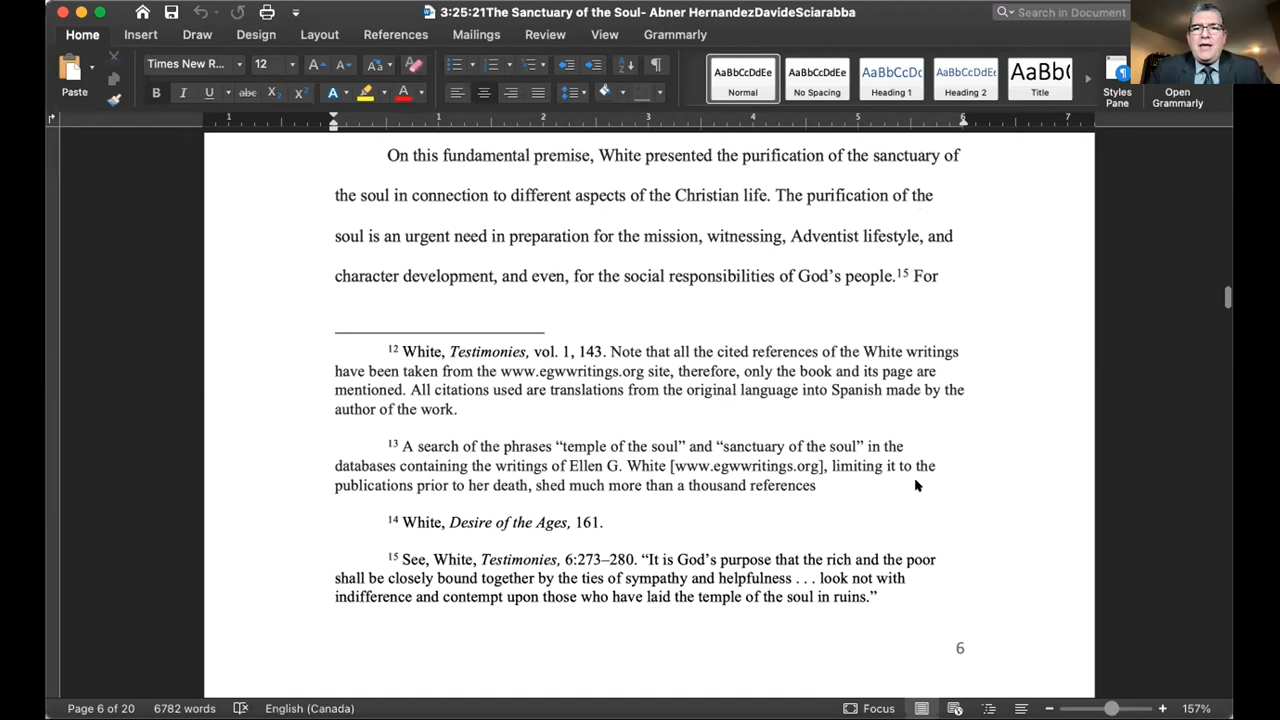 3:25:21The Sanctuary of the Soul- Abner HernandezDavideSciarabba
Search in Document
Home Insert Draw Design Layout References Mailings Review View Grammarly
Paste
Times New R... 12
AaBbCcDdEe AaBbCcDdEe AaBbCcDc AaBbCcDdEe AaBbCcDc
Normal No Spacing Heading 1 Heading 2 Title
Styles Pane
Open Grammarly
1 1 2 3 4 5 6 7
On this fundamental premise, White presented the purification of the sanctuary of
the soul in connection to different aspects of the Christian life. The purification of the
soul is an urgent need in preparation for the mission, witnessing, Adventist lifestyle, and
character development, and even, for the social responsibilities of God’s people.15 For
12 White, Testimonies, vol. 1, 143. Note that all the cited references of the White writings
have been taken from the www.egwwritings.org site, therefore, only the book and its page are
mentioned. All citations used are translations from the original language into Spanish made by the
author of the work.
13 A search of the phrases “temple of the soul” and “sanctuary of the soul” in the
databases containing the writings of Ellen G. White [www.egwwritings.org], limiting it to the
publications prior to her death, shed much more than a thousand references
14 White, Desire of the Ages, 161.
15 See, White, Testimonies, 6:273–280. “It is God’s purpose that the rich and the poor
shall be closely bound together by the ties of sympathy and helpfulness . . . look not with
indifference and contempt upon those who have laid the temple of the soul in ruins.”
6
Page 6 of 20 6782 words English (Canada) Focus 157%